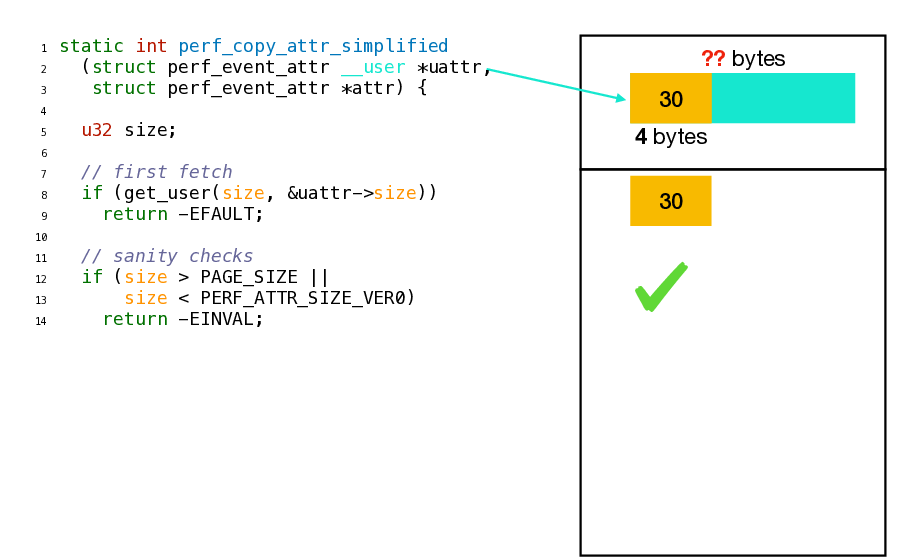 1 static int perf_copy_attr_simplified
2 (struct perf_event_attr __user *uattr,
3 struct perf_event_attr *attr) {
4
5 u32 size;
6
7 // first fetch
8 if (get_user(size, &uattr->size))
9 return -EFAULT;
10
11 // sanity checks
12 if (size > PAGE_SIZE ||
13 size < PERF_ATTR_SIZE_VER0)
14 return -EINVAL;
?? bytes
30
4 bytes
30